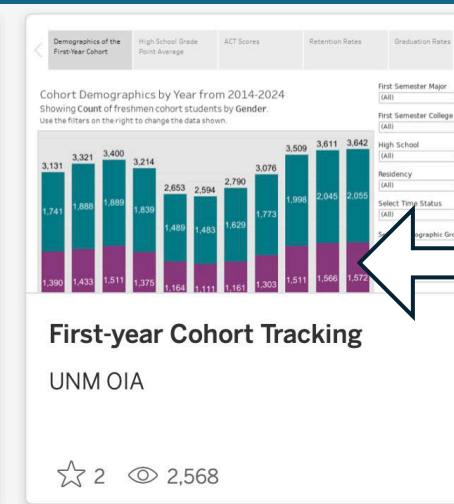 Demographics of the
First-Year Cohort
High School Grade
Point Average
ACT Scores
Retention Rates
Graduation Rates
Cohort Demographics by Year from 2014-2024
Showing Count of freshmen cohort students by Gender.
Use the filters on the right to change the data shown.
First Semester Major
(All)
First Semester College
(All)
High School
(All)
Residency
(All)
Select Time Status
(All)
3,131 3,321 3,400 3,214 2,653 2,594 2,790 3,076 3,509 3,611 3,642
1,741 1,888 1,889 1,839 1,489 1,483 1,629 1,773 1,998 2,045 2,055
1,390 1,433 1,511 1,375 1,164 1,111 1,161 1,303 1,511 1,566 1,572
First-year Cohort Tracking
UNM OIA
2 2,568